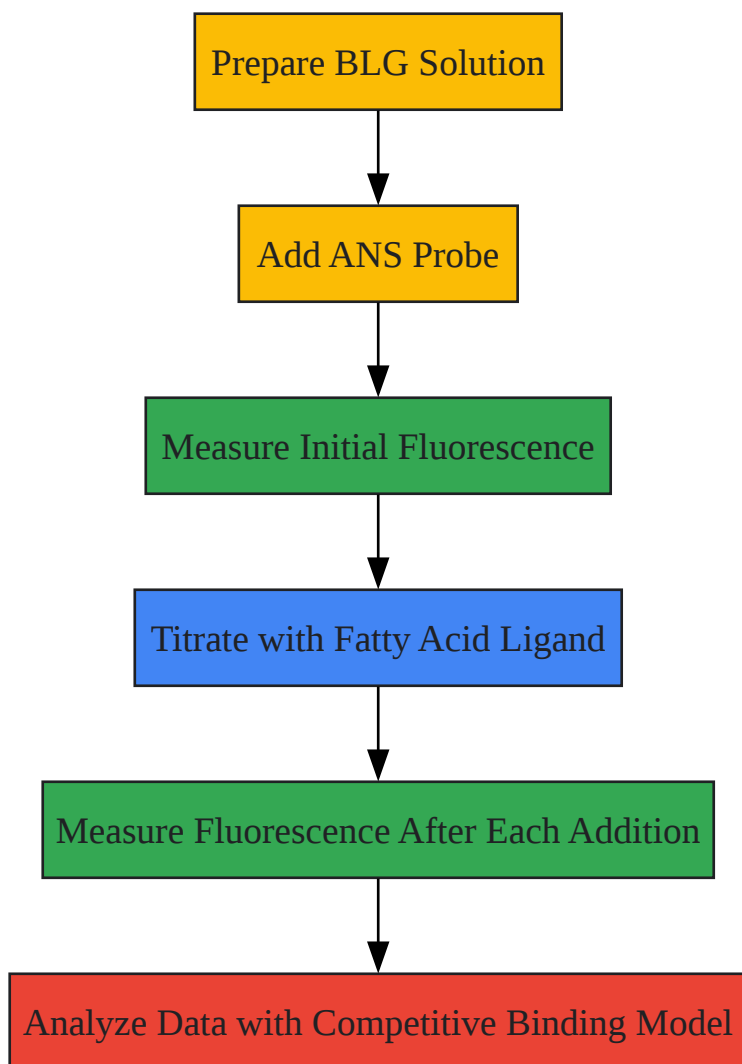 Prepare BLG Solution
Add ANS Probe
Measure Initial Fluorescence
Titrate with Fatty Acid Ligand
Measure Fluorescence After Each Addition
Analyze Data with Competitive Binding Model